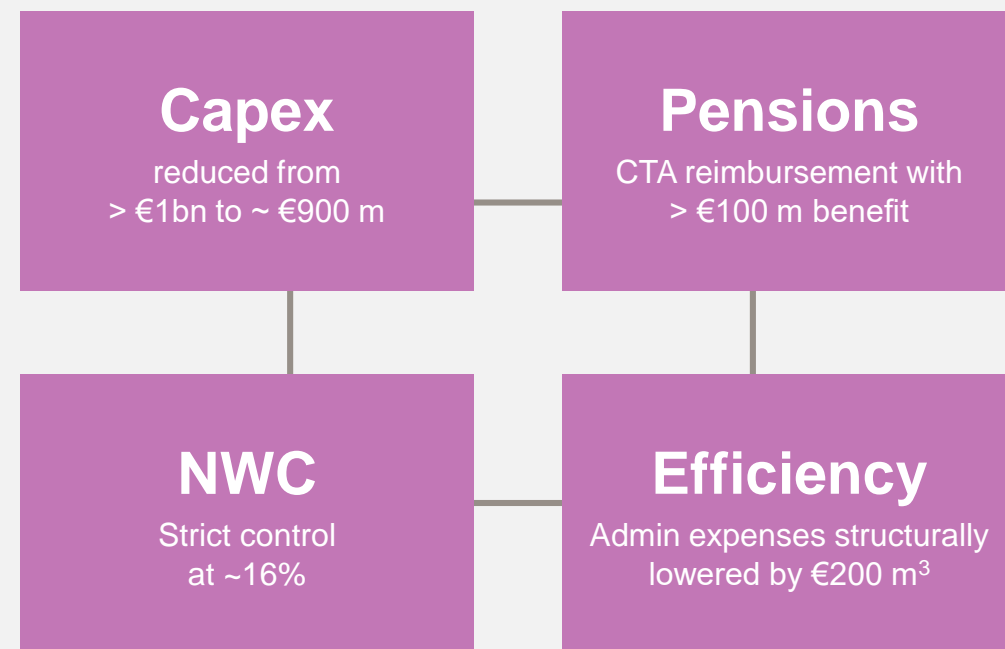 Capex
reduced from
> €1bn to ~ €900 m
Pensions
CTA reimbursement with
> €100 m benefit
NWC
Strict control
at ~16%
Efficiency
Admin expenses structurally
lowered by €200 m³